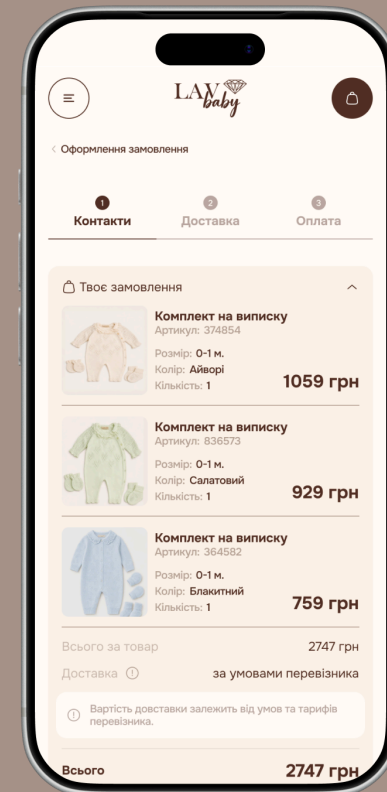 LAV
baby
< Оформлення замовлення
1 2 3
Контакти Доставка Оплата
Твоє замовлення
Комплект на виписку
Артикул: 374854
Розмір: 0-1 м.
Колір: Айворі
Кількість: 1
1059 грн
Комплект на виписку
Артикул: 836573
Розмір: 0-1 м.
Колір: Салатовий
Кількість: 1
929 грн
Комплект на виписку
Артикул: 364582
Розмір: 0-1 м.
Колір: Блакитний
Кількість: 1
759 грн
Всього за товар 2747 грн
Доставка за умовами перевізника
Вартість довставки залежить від умов та тарифів
перевізника.
Всього 2747 грн